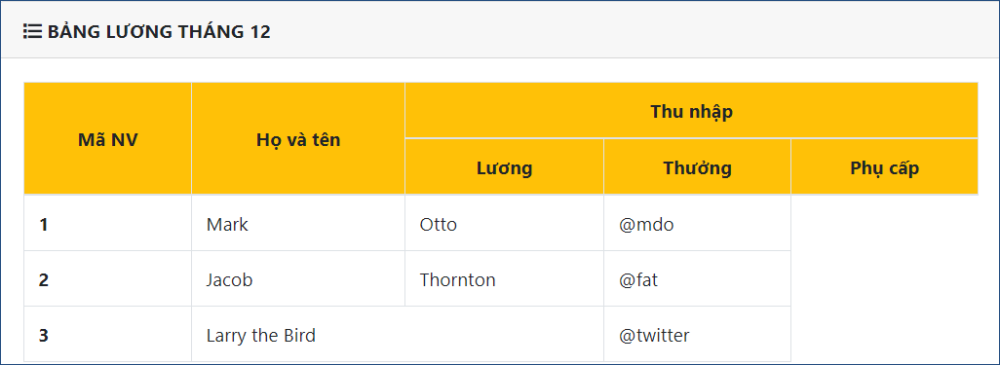 BẢNG LƯƠNG THÁNG 12
Mã NV Họ và tên Thu nhập
Lương Thưởng Phụ cấp
1 Mark Otto @mdo
2 Jacob Thornton @fat
3 Larry the Bird @twitter